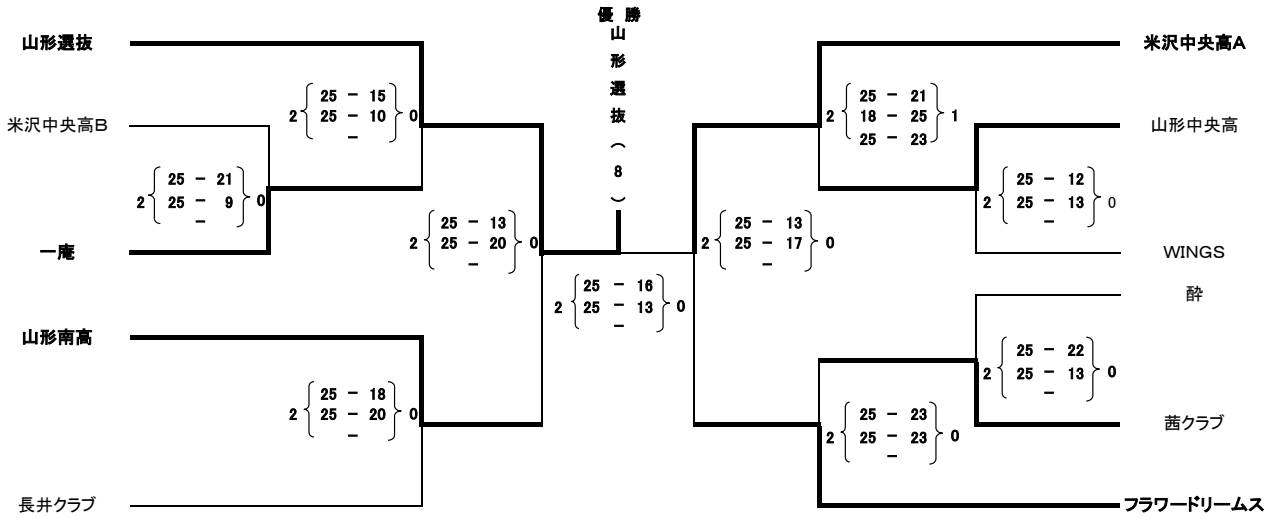 優 勝
山形選抜(8)
山形選抜
米沢中央高B
一庵
山形南高
長井クラブ
2 25 - 15 0
25 - 10
-
2 25 - 21 0
25 - 9
-
2 25 - 13 0
25 - 20
-
2 25 - 18 0
25 - 20
-
2 25 - 16 0
25 - 13
-
2 25 - 13 0
25 - 17
-
2 25 - 21 1
18 - 25
25 - 23
2 25 - 12 0
25 - 13
-
2 25 - 22 0
25 - 13
-
2 25 - 23 0
25 - 23
-
米沢中央高A
山形中央高
WINGS
酔
茜クラブ
フラワードリームス